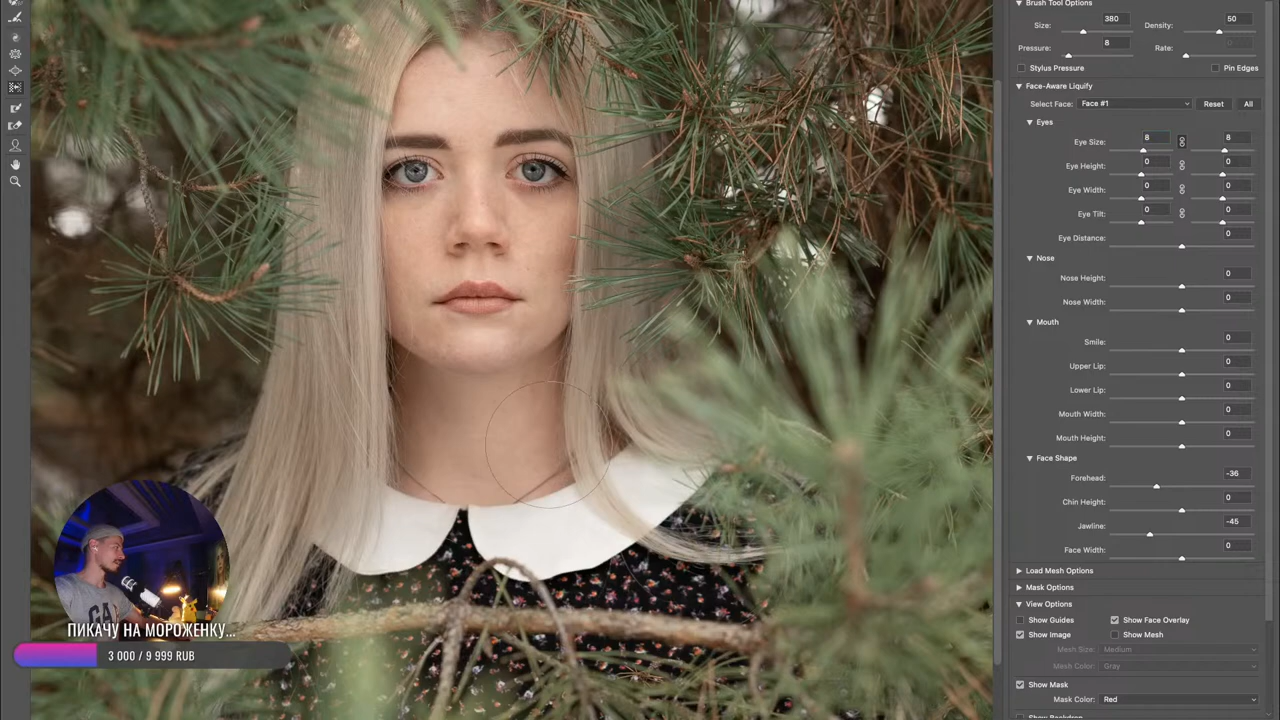 Brush Tool Options
Size: 380 Density: 50
Pressure: 8 Rate: 0
Stylus Pressure Pin Edges
Face-Aware Liquify
Select Face: Face #1 Reset All
Eyes
Eye Size: 8 8
Eye Height: 0 0
Eye Width: 0 0
Eye Tilt: 0 0
Eye Distance: 0
Nose
Nose Height: 0
Nose Width: 0
Mouth
Smile: 0
Upper Lip: 0
Lower Lip: 0
Mouth Width: 0
Mouth Height: 0
Face Shape
Forehead: -36
Chin Height: 0
Jawline: -45
Face Width: 0
Load Mesh Options
Mask Options
View Options
Show Guides Show Face Overlay
Show Image Show Mesh
Mesh Size: Medium
Mesh Color: Gray
Show Mask
Mask Color: Red
CA
ПИКАЧУ НА МОРОЖЕНКУ...
3 000 / 9 999 RUB